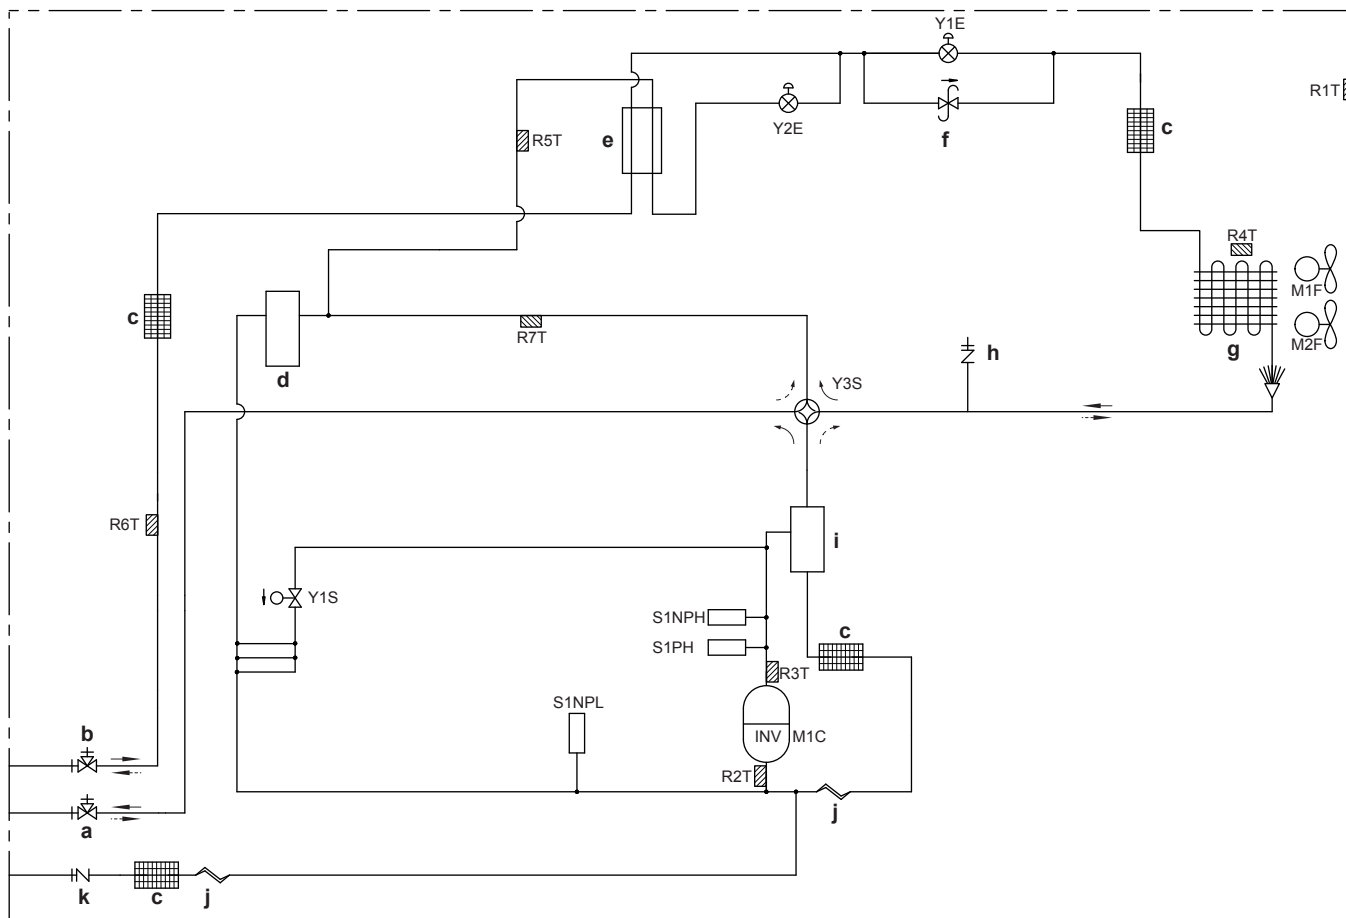 Y1E
R1T
Y2E
f
c
R5T
e
R4T
M1F
c
R7T
M2F
g
h
d
Y3S
R6T
i
Y1S
S1NPH
c
S1PH
R3T
S1NPL
b
INV
M1C
R2T
a
j
k
c
j